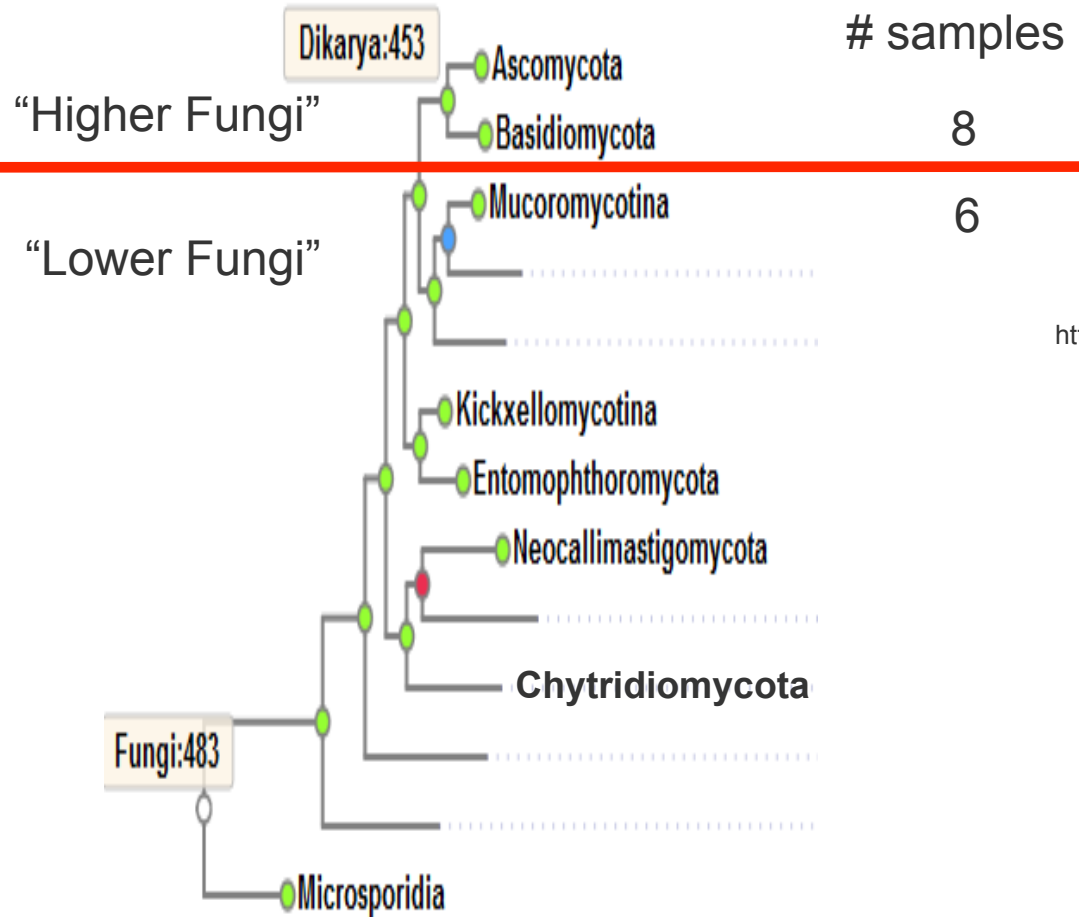 Dikarya:453
# samples
Ascomycota
“Higher Fungi”
Basidiomycota
8
Mucoromycotina
6
“Lower Fungi”
Kickxellomycotina
Entomophthoromycota
Neocallimastigomycota
Chytridiomycota
Fungi:483
Microsporidia